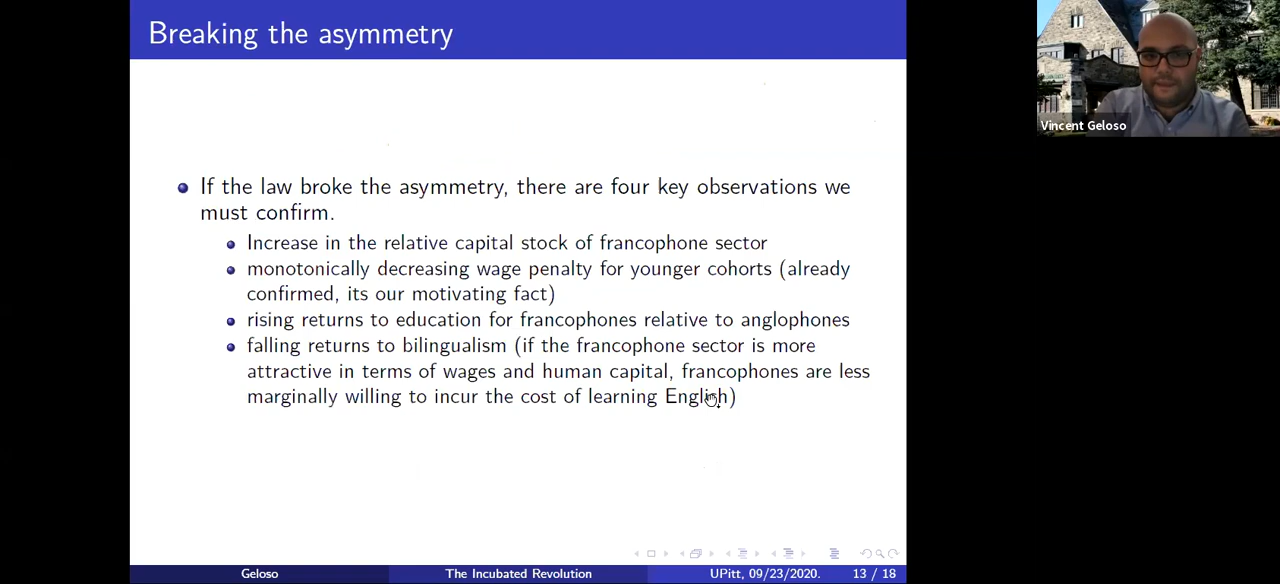 Breaking the asymmetry
Vincent Geloso
If the law broke the asymmetry, there are four key observations we
must confirm.
Increase in the relative capital stock of francophone sector
monotonically decreasing wage penalty for younger cohorts (already
confirmed, its our motivating fact)
rising returns to education for francophones relative to anglophones
falling returns to bilingualism (if the francophone sector is more
attractive in terms of wages and human capital, francophones are less
marginally willing to incur the cost of learning English)
Geloso The Incubated Revolution UPitt, 09/23/2020. 13 / 18